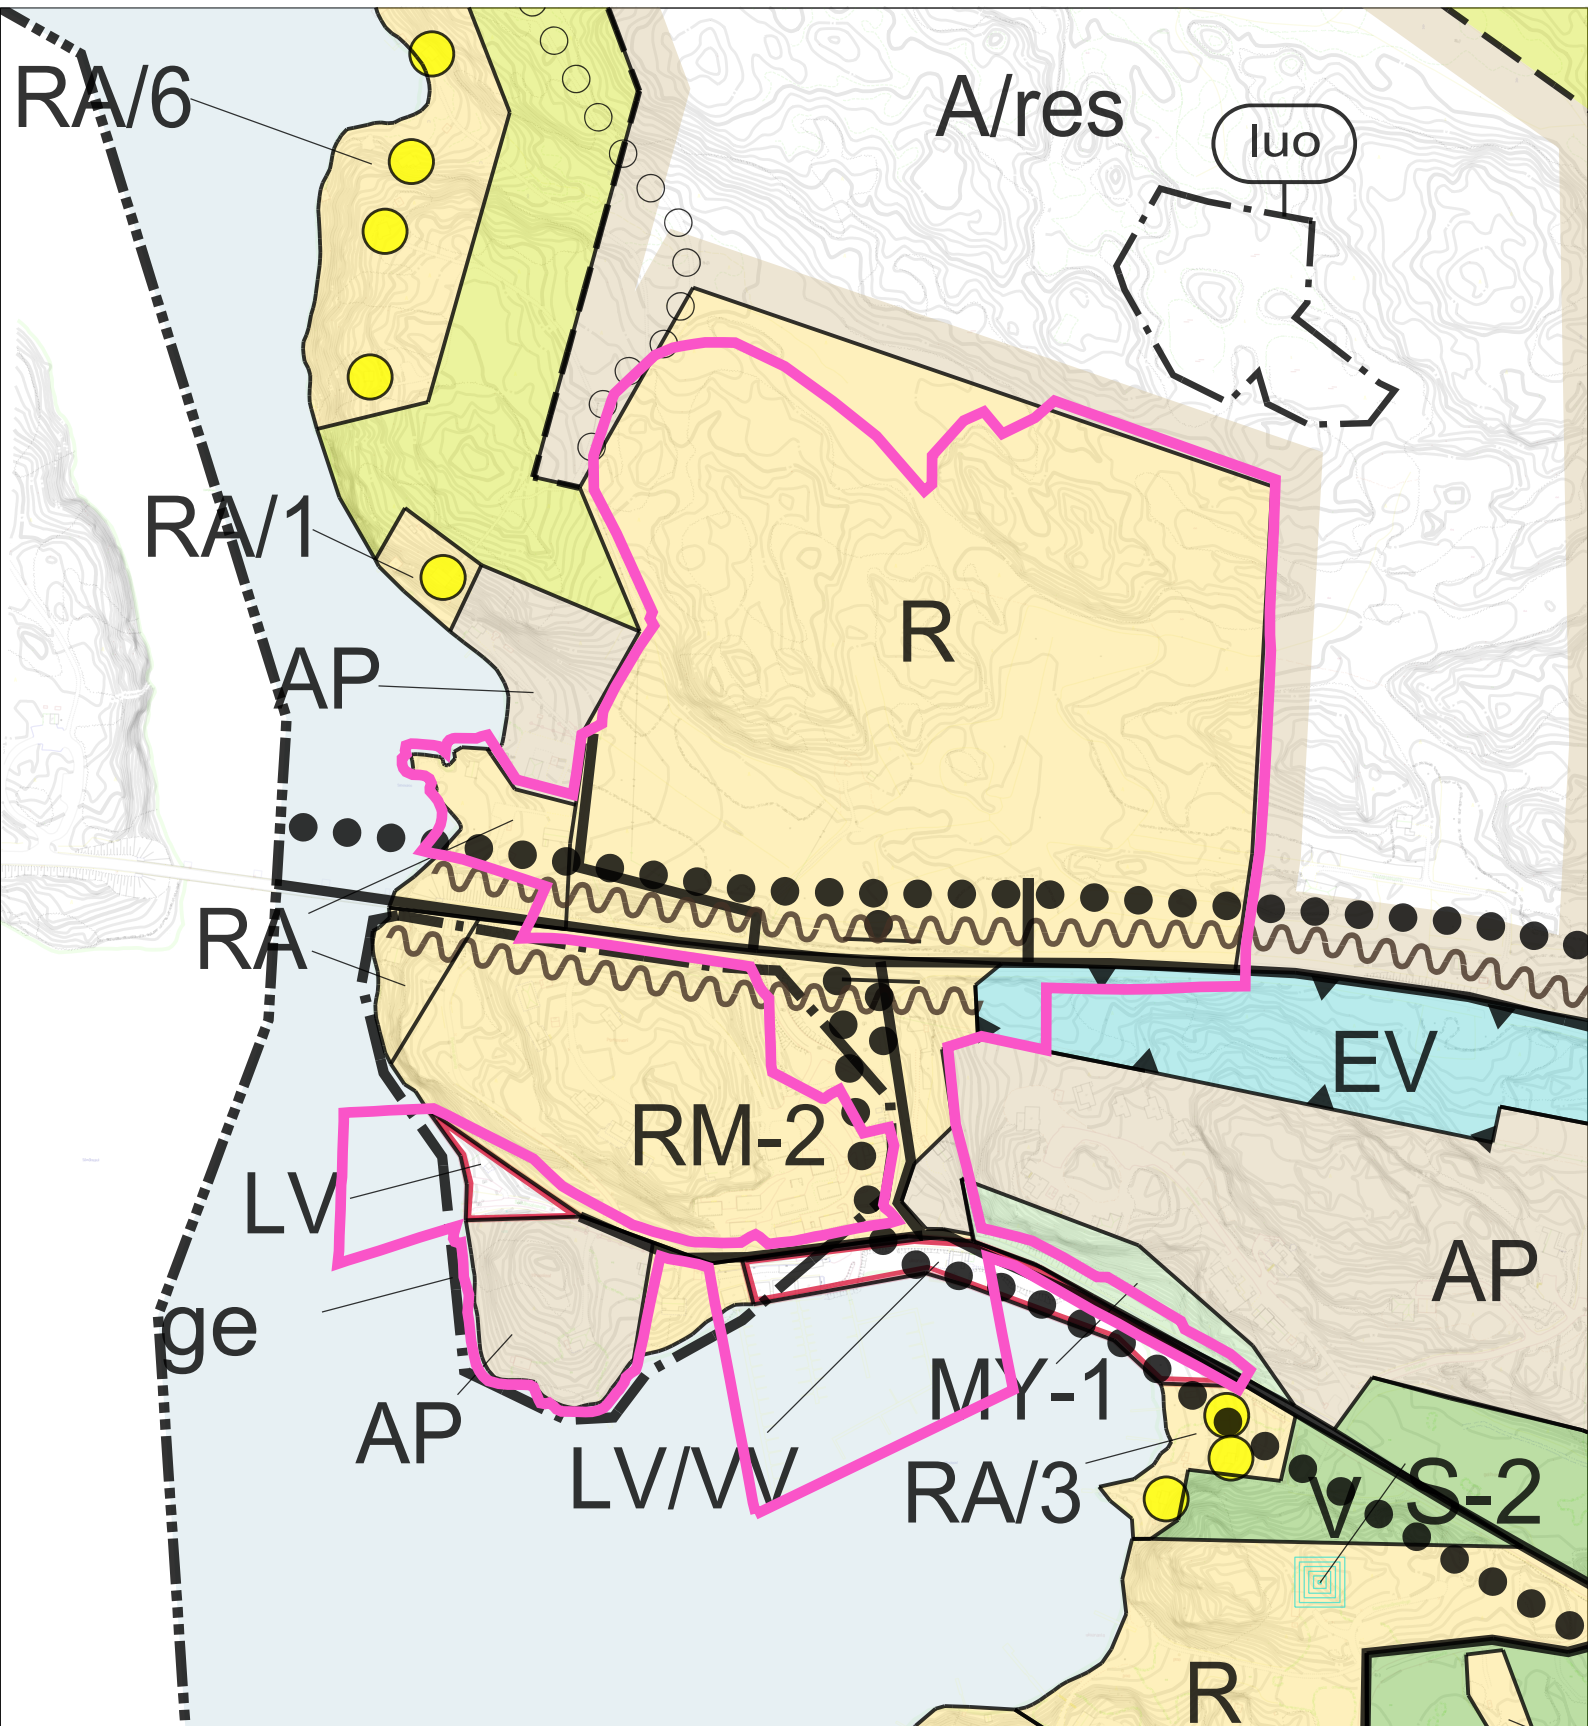 RA/6
A/res
luo
RA/1
R
AP
RA
EV
RM-2
LV
AP
ge
MY-1
AP
LV/VV
RA/3
V
S-2
R